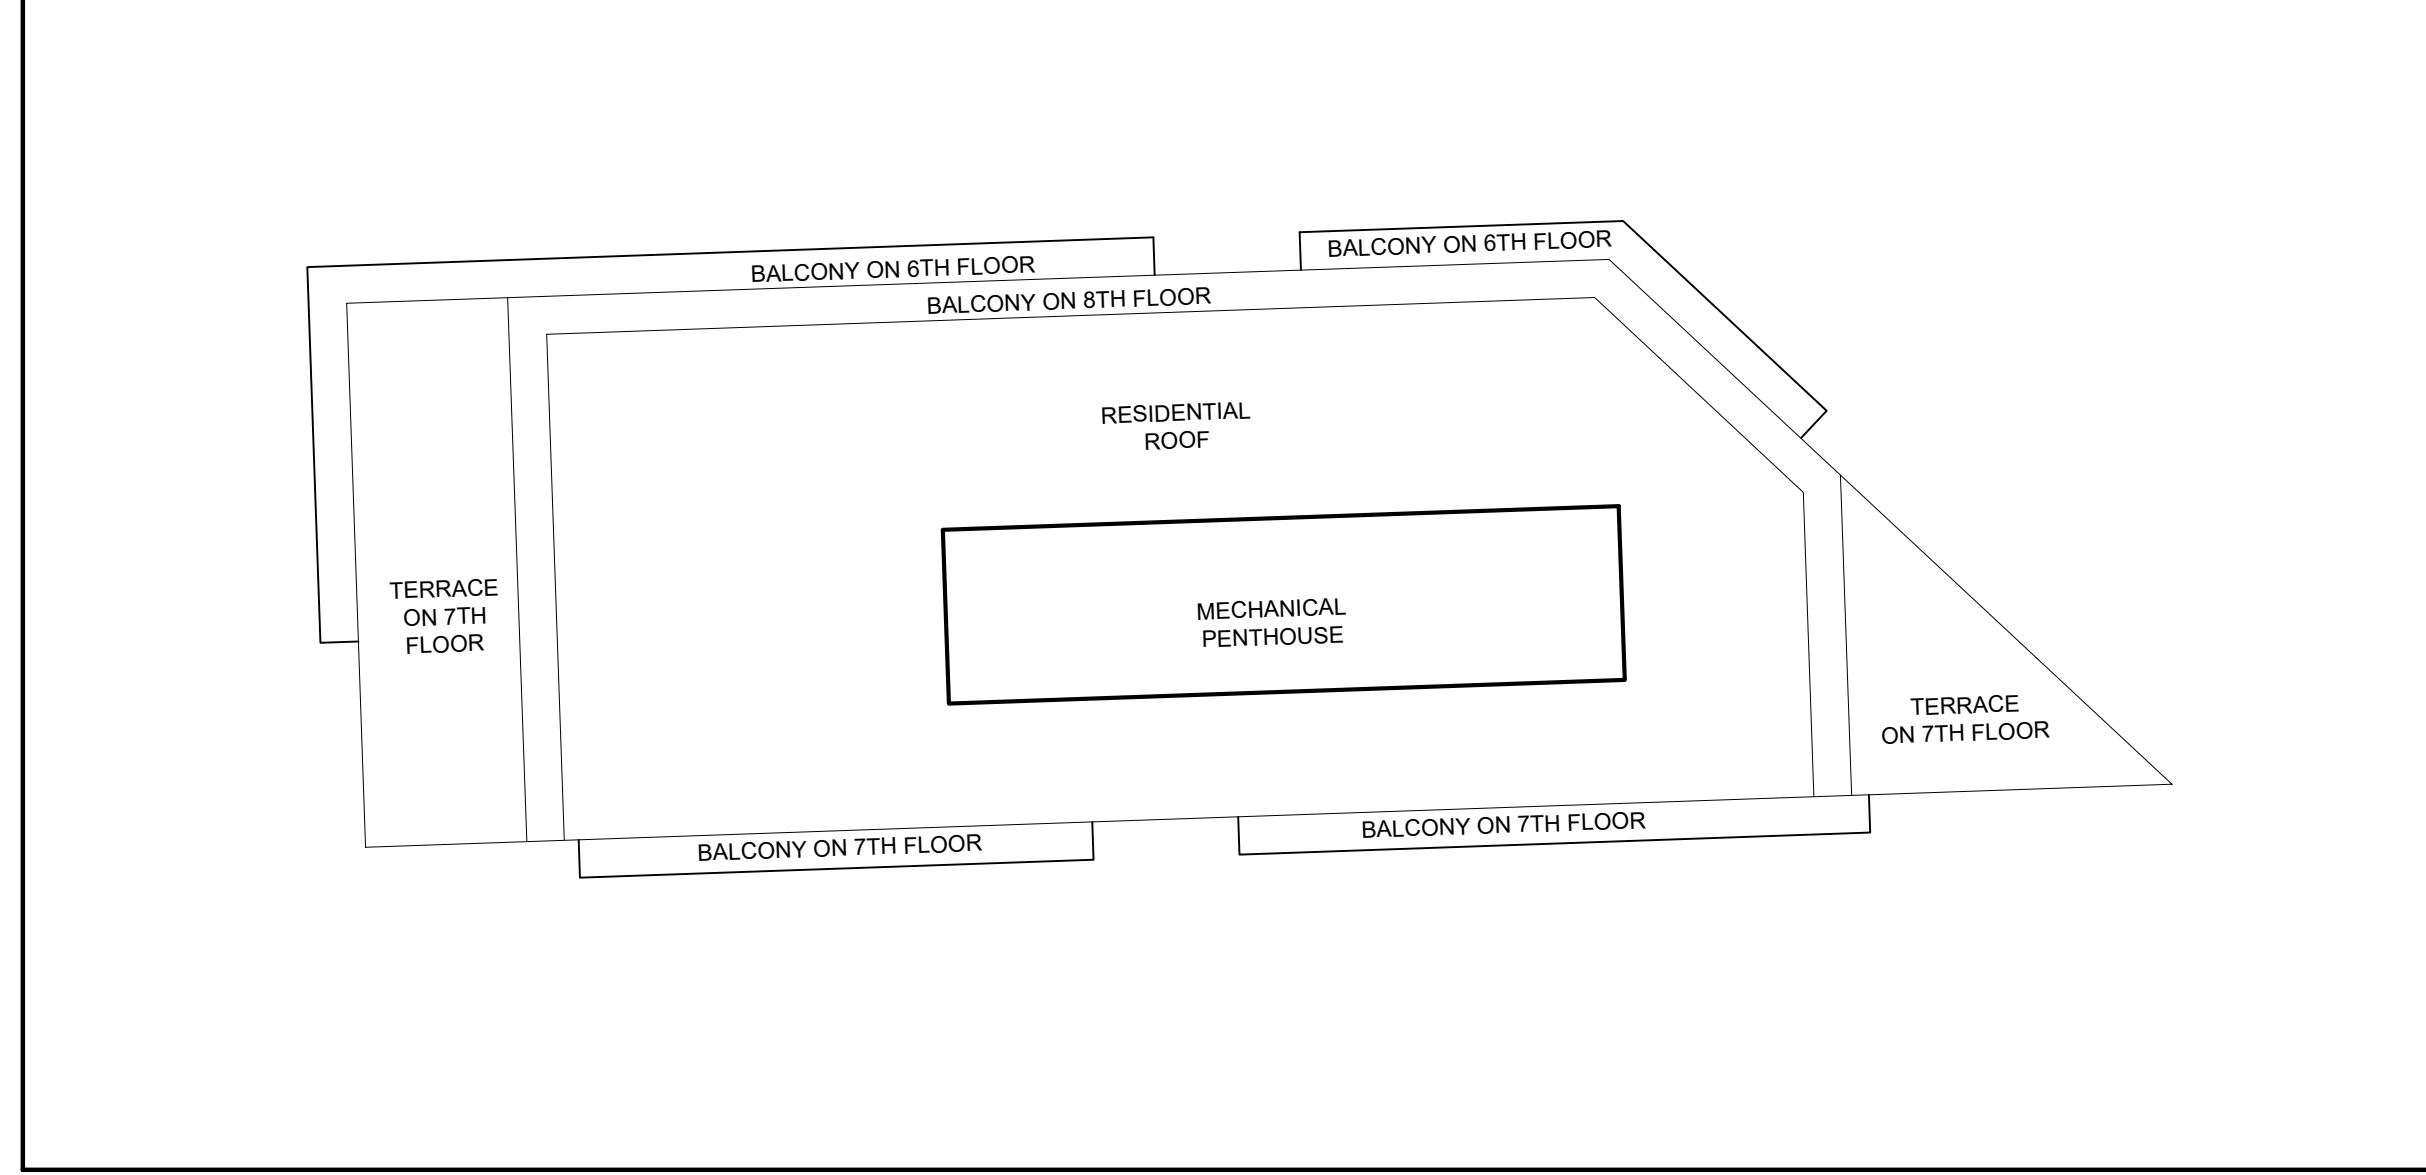 BALCONY ON 6TH FLOOR
BALCONY ON 6TH FLOOR
BALCONY ON 8TH FLOOR
RESIDENTIAL
ROOF
TERRACE
ON 7TH
FLOOR
MECHANICAL
PENTHOUSE
TERRACE
ON 7TH FLOOR
BALCONY ON 7TH FLOOR
BALCONY ON 7TH FLOOR